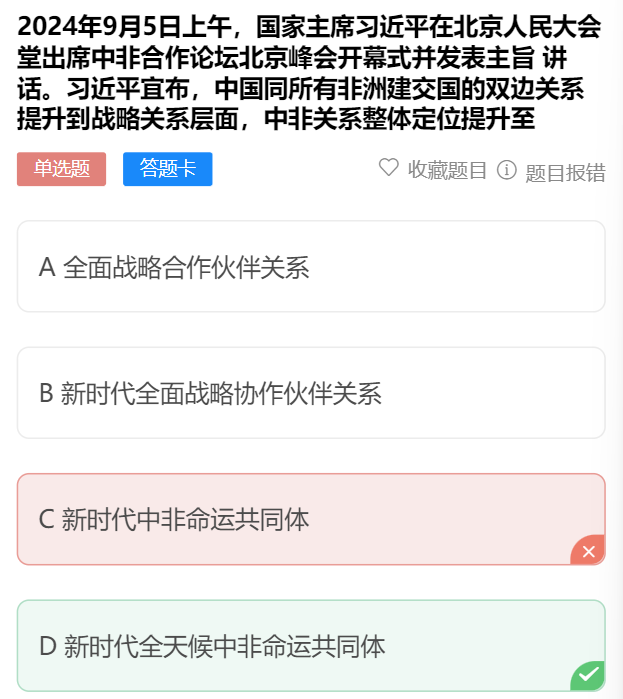 2024年9月5日上午，国家主席习近平在北京人民大会
堂出席中非合作论坛北京峰会开幕式并发表主旨 讲
话。习近平宣布，中国同所有非洲建交国的双边关系
提升到战略关系层面，中非关系整体定位提升至
单选题 答题卡 收藏题目 题目报错
A 全面战略合作伙伴关系
B 新时代全面战略协作伙伴关系
C 新时代中非命运共同体
D 新时代全天候中非命运共同体